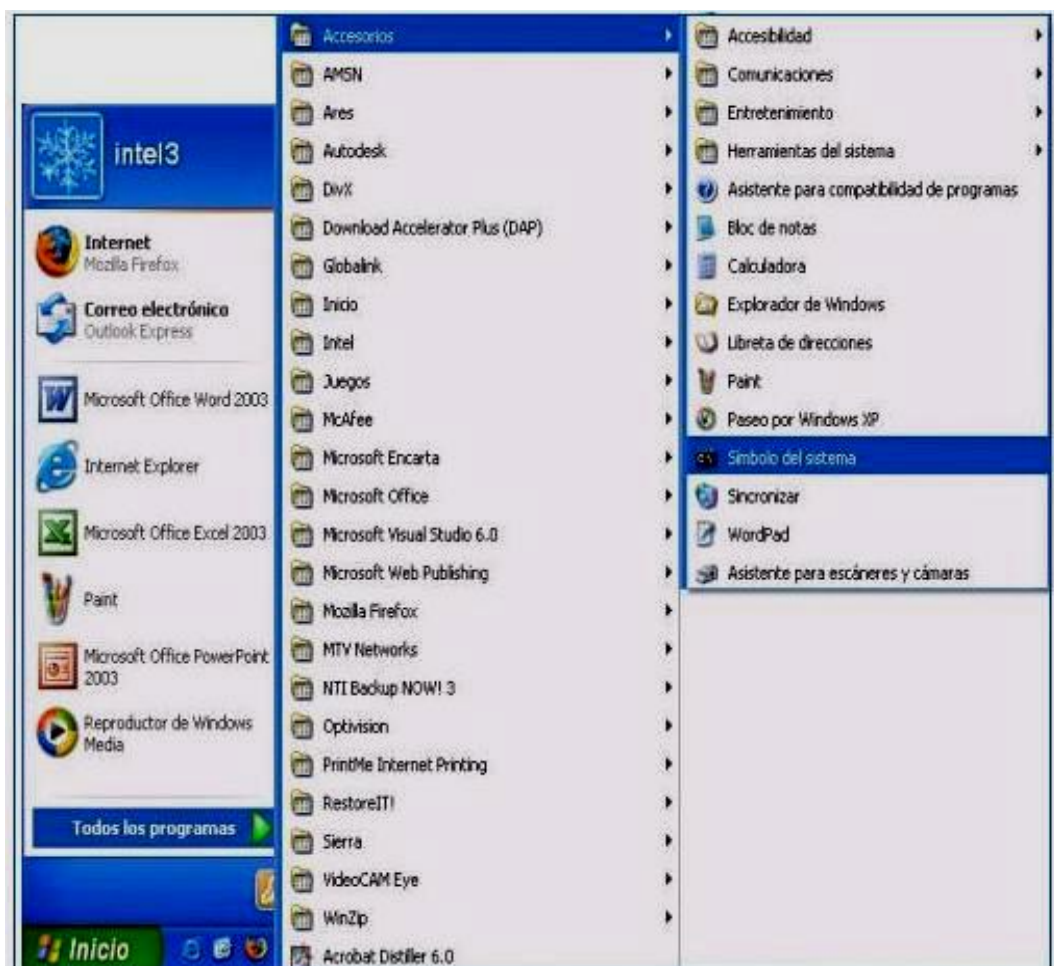 intel3
Internet
Mozilla Firefox
Correo electrónico
Outlook Express
Microsoft Office Word 2003
Internet Explorer
Microsoft Office Excel 2003
Paint
Microsoft Office PowerPoint
2003
Reproductor de Windows
Media
Todos los programas
Inicio
Accesorios
AMSN
Ares
Autodesk
DivX
Download Accelerator Plus (DAP)
Globalink
Inicio
Intel
Juegos
McAfee
Microsoft Encarta
Microsoft Office
Microsoft Visual Studio 6.0
Microsoft Web Publishing
Mozilla Firefox
MTV Networks
NTI Backup NOW! 3
Optivision
PrintMe Internet Printing
RestoreIT!
Sierra
VideoCAM Eye
WinZip
Acrobat Distiller 6.0
Accesibilidad
Comunicaciones
Entretenimiento
Herramientas del sistema
Asistente para compatibilidad de programas
Bloc de notas
Calculadora
Explorador de Windows
Libreta de direcciones
Paint
Paseo por Windows XP
Símbolo del sistema
Sincronizar
WordPad
Asistente para escáneres y cámaras